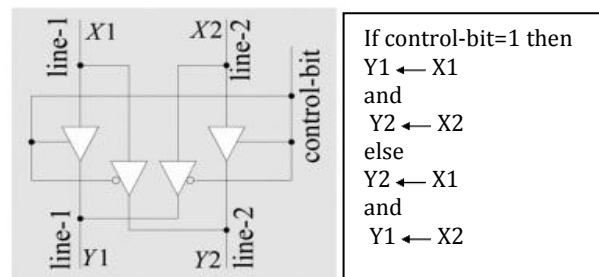 line-1
X1
X2
line-2
control-bit
line-1
Y1
Y2
line-2
If control-bit=1 then
Y1 ← X1
and
Y2 ← X2
else
Y2 ← X1
and
Y1 ← X2